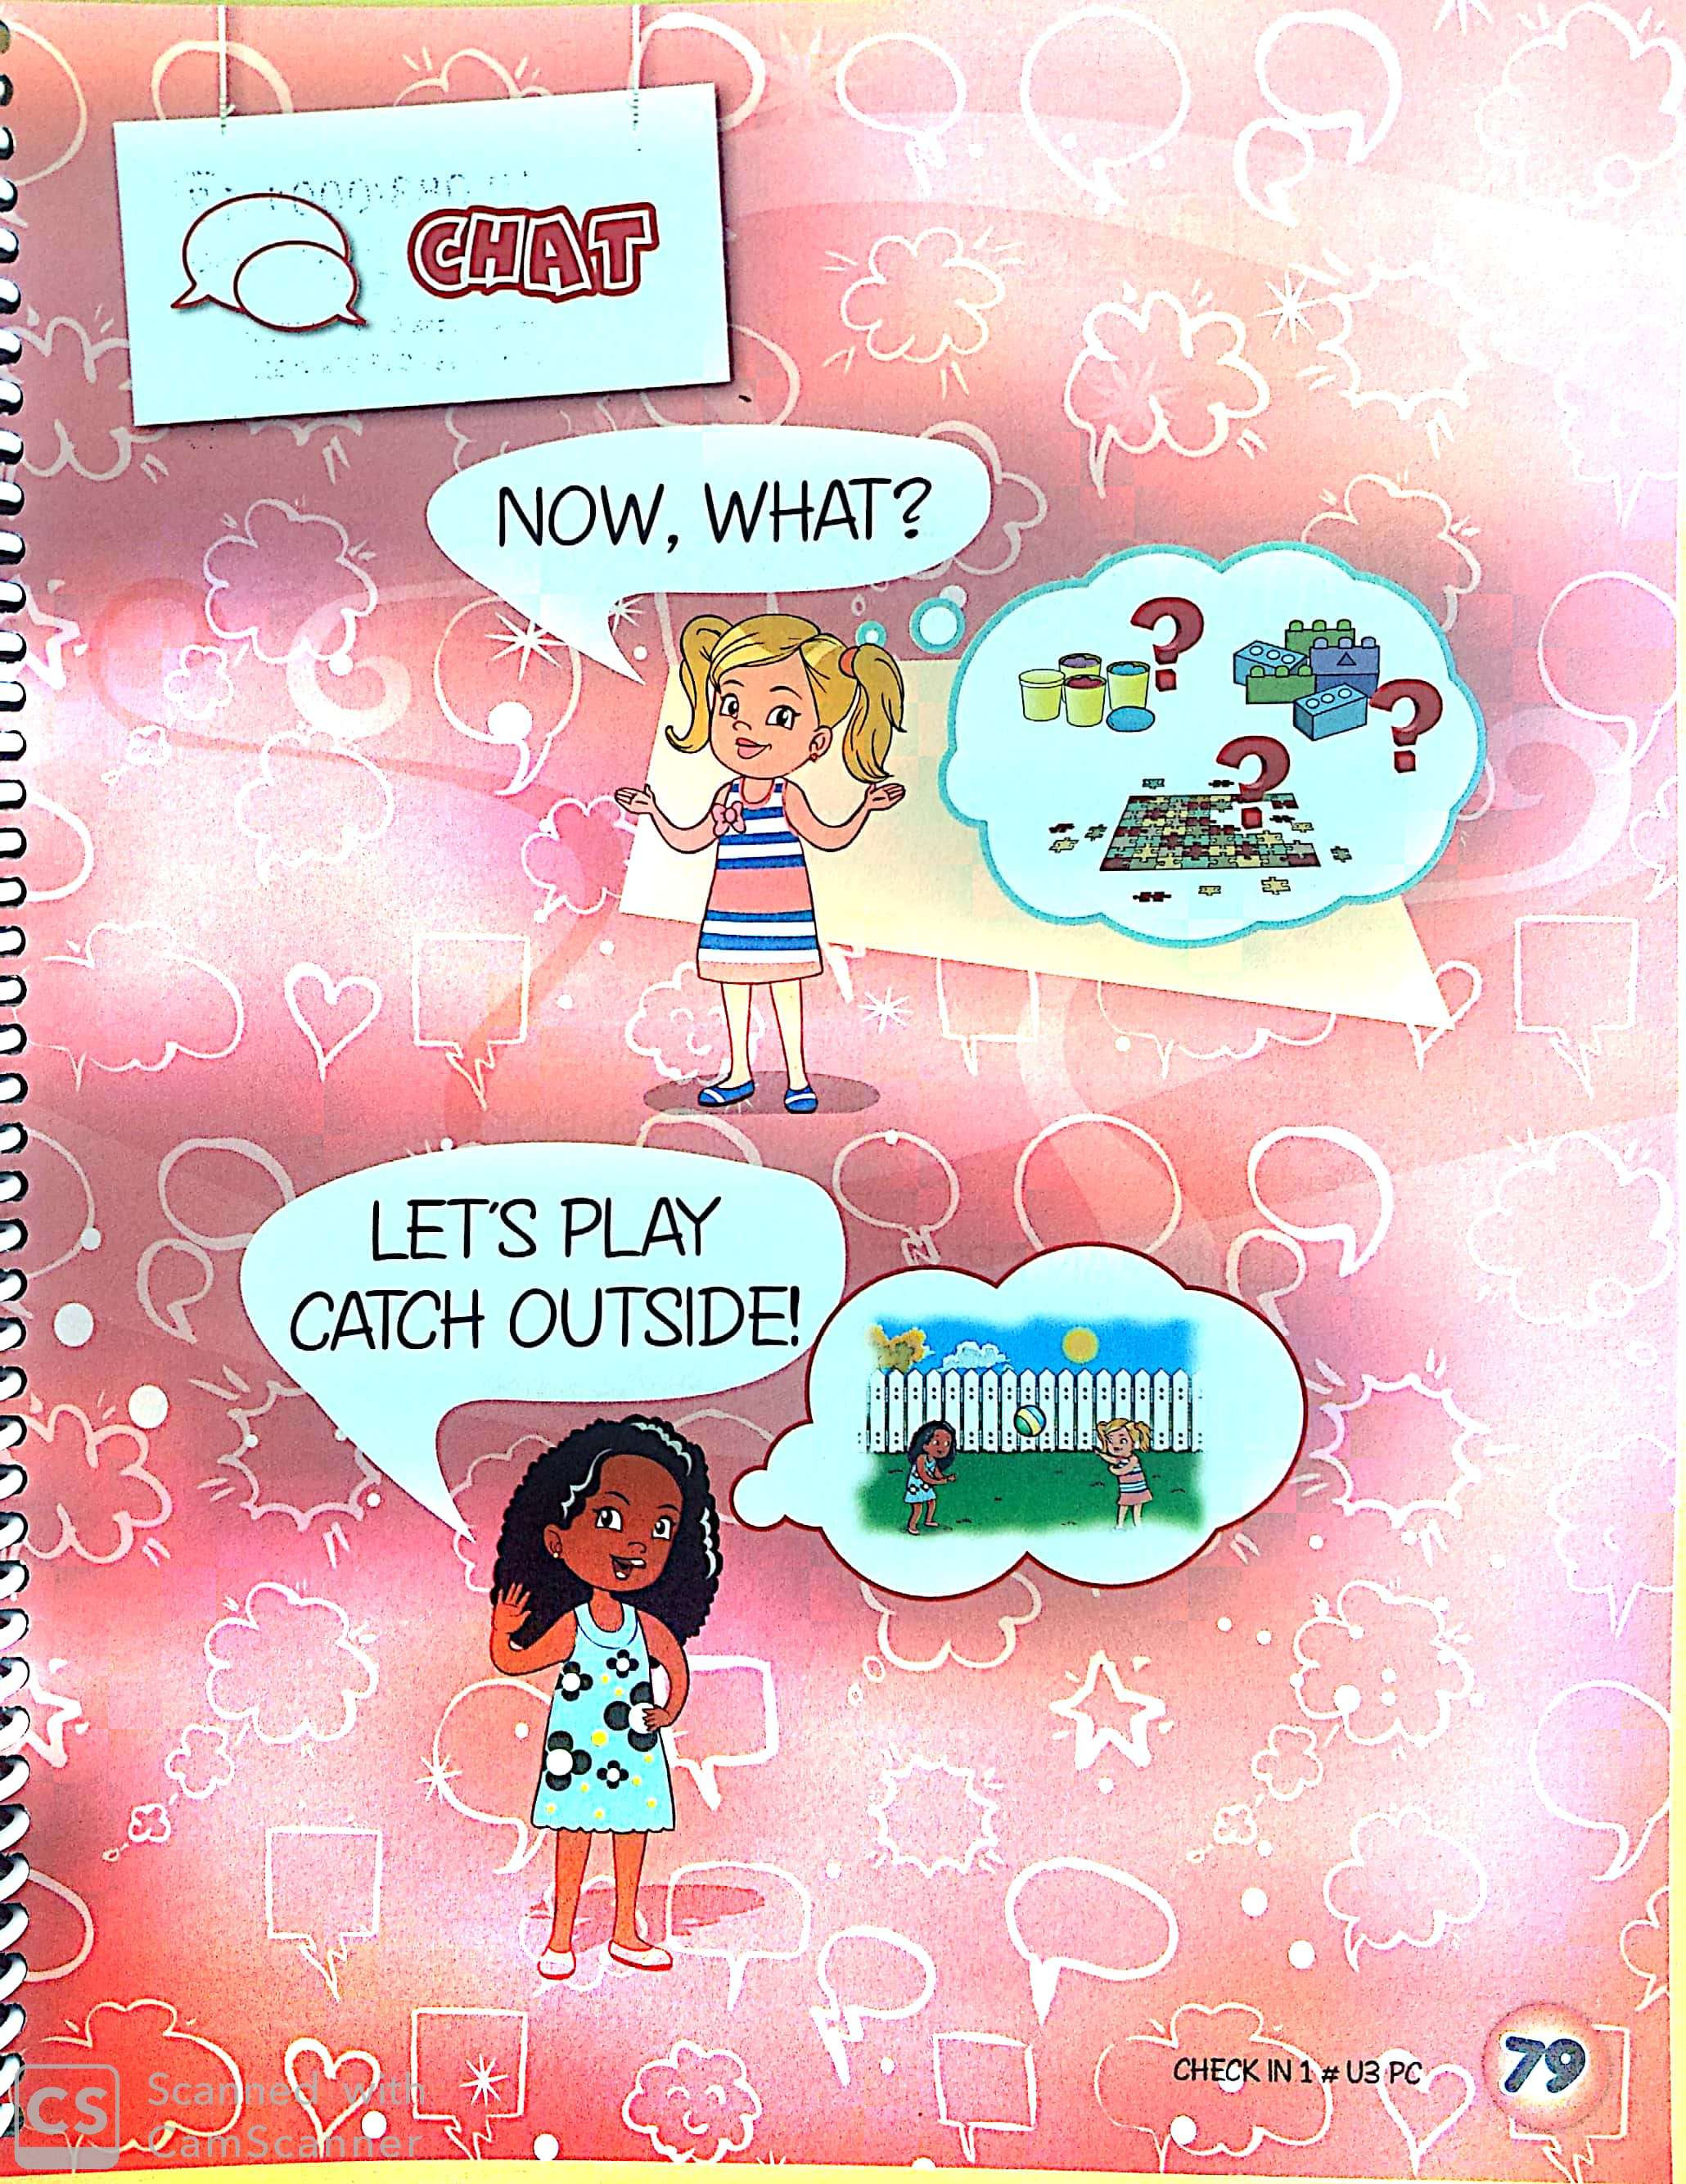 CHAT
NOW, WHAT?
LET'S PLAY
CATCH OUTSIDE!
CHECK IN 1 # U3 PC
79
CS
Scanned with
CamScanner